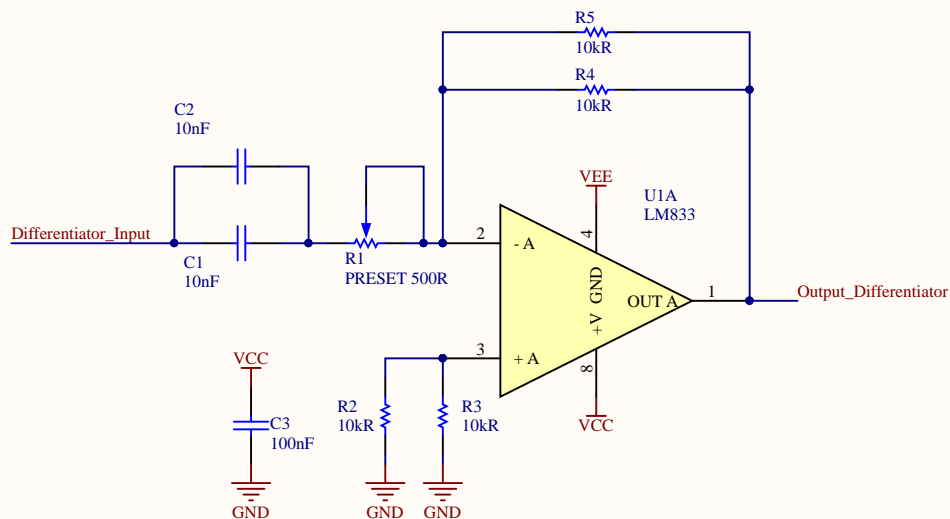 R5
10kR
R4
10kR
C2
10nF
VEE
U1A
LM833
Differentiator_Input
C1
10nF
R1
PRESET 500R
2
- A
4
GND
+V
OUT A
1
Output_Differentiator
3
+ A
8
VCC
VCC
C3
100nF
GND
R2
10kR
R3
10kR
GND
GND